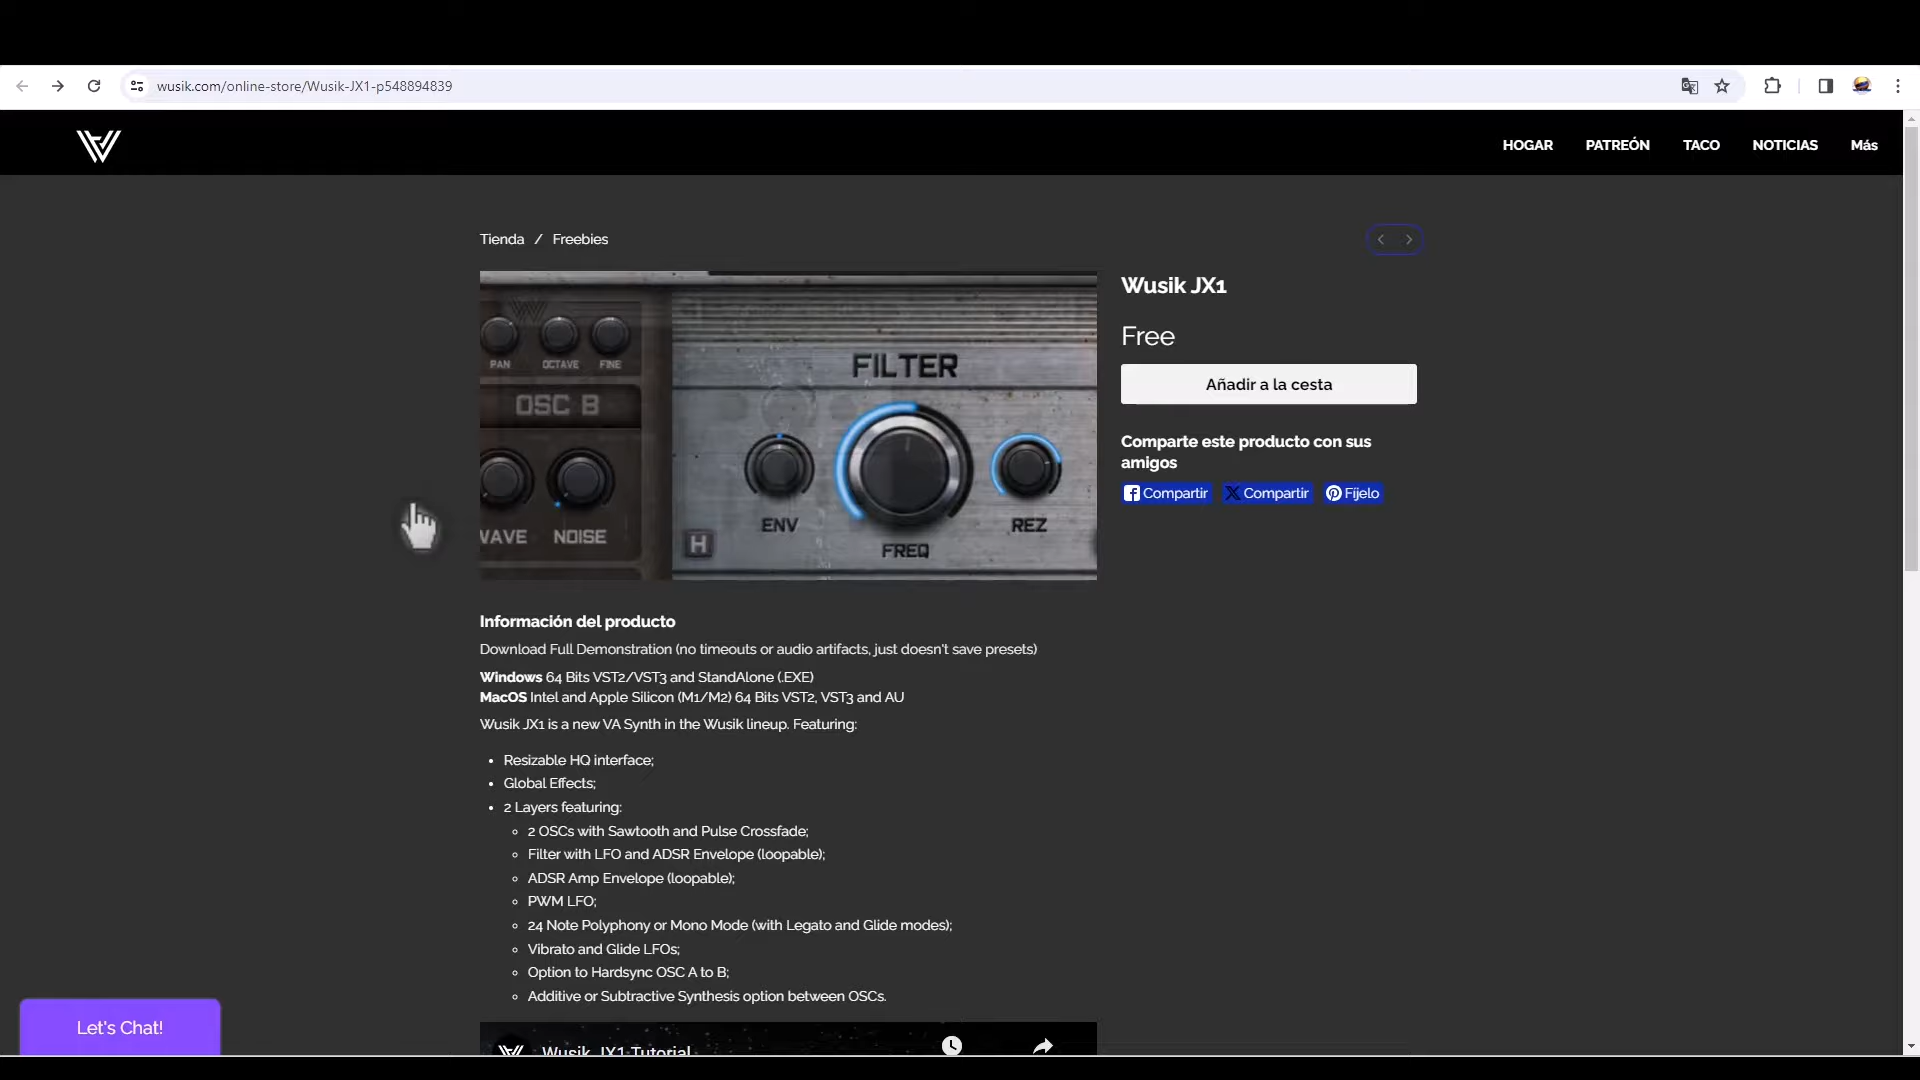 wusik.com/online-store/Wusik-JX1-p548894839
HOGAR PATREÓN TACO NOTICIAS Más
Tienda / Freebies
Wusik JX1
Free
Añadir a la cesta
Comparte este producto con sus
amigos
Compartir Compartir Fíjelo
PAN OCTAVE FINE
OSC B
WAVE NOISE
FILTER
ENV FREQ REZ
H
Información del producto
Download Full Demonstration (no timeouts or audio artifacts, just doesn't save presets)
Windows 64 Bits VST2/VST3 and StandAlone (.EXE)
MacOS Intel and Apple Silicon (M1/M2) 64 Bits VST2, VST3 and AU
Wusik JX1 is a new VA Synth in the Wusik lineup. Featuring:
Resizable HQ interface;
Global Effects;
2 Layers featuring:
2 OSCs with Sawtooth and Pulse Crossfade;
Filter with LFO and ADSR Envelope (loopable);
ADSR Amp Envelope (loopable);
PWM LFO;
24 Note Polyphony or Mono Mode (with Legato and Glide modes);
Vibrato and Glide LFOs;
Option to Hardsync OSC A to B;
Additive or Subtractive Synthesis option between OSCs.
Wusik JX1 Tutorial
Let's Chat!